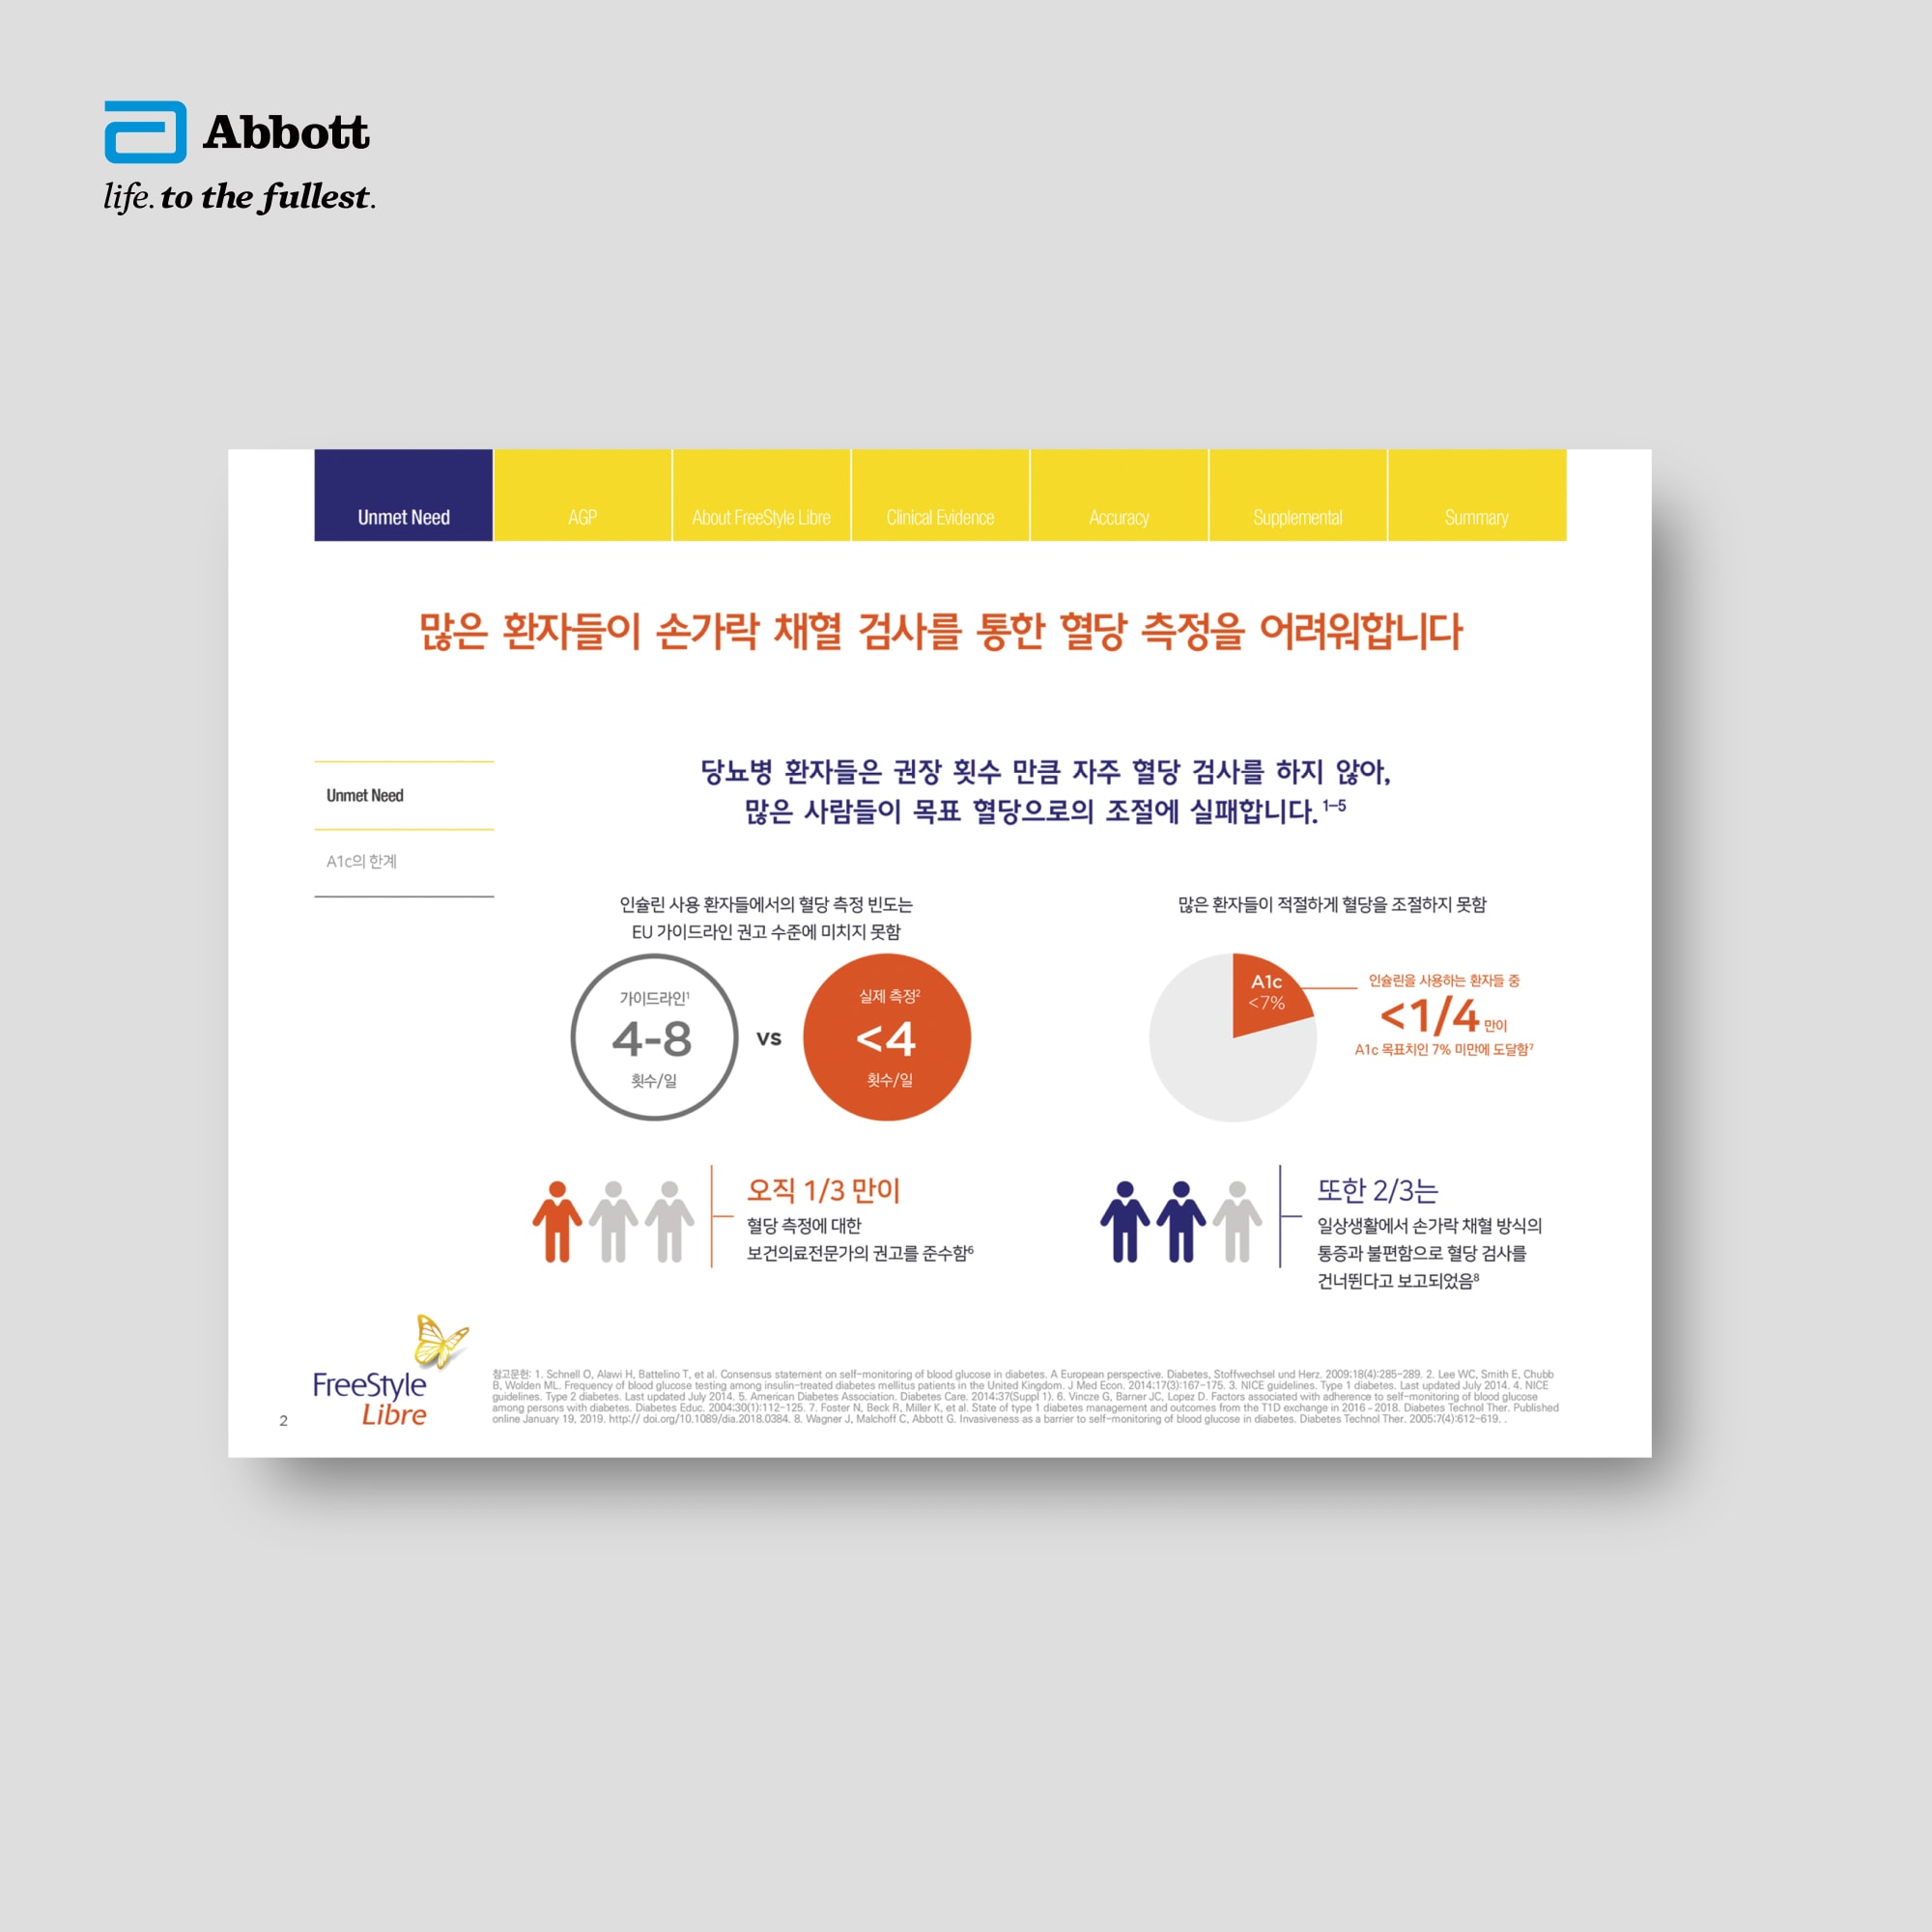 Abbott
life. to the fullest.
Unmet Need
AGP
About FreeStyle Libre
Clinical Evidence
Accuracy
Supplemental
Summary
많은 환자들이 손가락 채혈 검사를 통한 혈당 측정을 어려워합니다
Unmet Need
A1c의 한계
당뇨병 환자들은 권장 횟수 만큼 자주 혈당 검사를 하지 않아,
많은 사람들이 목표 혈당으로의 조절에 실패합니다. 1-5
인슐린 사용 환자들에서의 혈당 측정 빈도는
EU 가이드라인 권고 수준에 미치지 못함
가이드라인1
4-8
횟수/일
vs
실제 측정2
<4
횟수/일
많은 환자들이 적절하게 혈당을 조절하지 못함
A1c
<7%
인슐린을 사용하는 환자들 중
<1/4 만이
A1c 목표치인 7% 미만에 도달함7
오직 1/3 만이
혈당 측정에 대한
보건의료전문가의 권고를 준수함6
또한 2/3는
일상생활에서 손가락 채혈 방식의
통증과 불편함으로 혈당 검사를
건너뛴다고 보고되었음8
FreeStyle
Libre
2
참고문헌: 1. Schnell O, Alawi H, Battelino T, et al. Consensus statement on self-monitoring of blood glucose in diabetes. A European perspective. Diabetes, Stoffwechsel und Herz. 2009;18(4):285-289. 2. Lee WC, Smith E, Chubb
B, Wolden ML. Frequency of blood glucose testing among insulin-treated diabetes mellitus patients in the United Kingdom. J Med Econ. 2014;17(3):167-175. 3. NICE guidelines. Type 1 diabetes. Last updated July 2014. 4. NICE
guidelines. Type 2 diabetes. Last updated July 2014. 5. American Diabetes Association. Diabetes Care. 2014;37(Suppl 1). 6. Vincze G, Barner JC, Lopez D. Factors associated with adherence to self-monitoring of blood glucose
among persons with diabetes. Diabetes Educ. 2004;30(1):112-125. 7. Foster N, Beck R, Miller K, et al. State of type 1 diabetes management and outcomes from the T1D exchange in 2016-2018. Diabetes Technol Ther. Published
online January 19, 2019. http:// doi.org/10.1089/dia.2018.0384. 8. Wagner J, Malchoff C, Abbott G. Invasiveness as a barrier to self-monitoring of blood glucose in diabetes. Diabetes Technol Ther. 2005;7(4):612-619. .